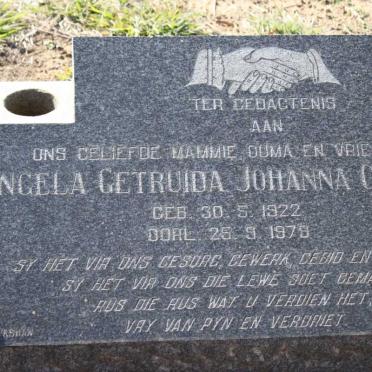 TER GEDAGTENIS
AAN
ONS GELIEFDE MAMMIE, OUMA EN VRIE
NGELA GETRUIDA JOHANNA
GEB. 30. 5. 1922
OORL. 25. 9. 1979
SY HET VIR ONS GESORG, GEWERK, GEBID EN
SY HET VIR ONS DIE LEWE SOET GEMA
RUS DIE RUS WAT U VERDIEN HET,
VRY VAN PYN EN VERDRIET